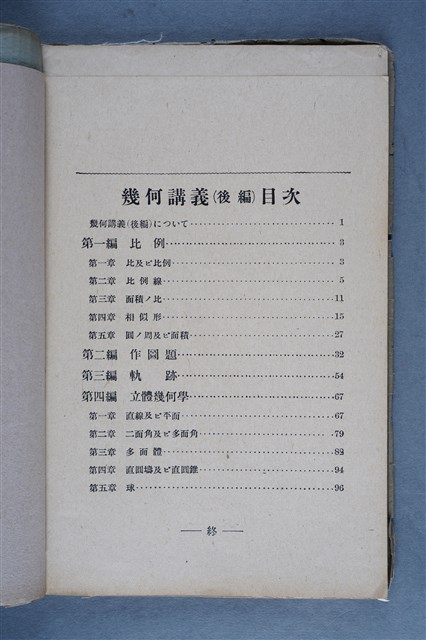 幾何講義(後編)目次
幾何講義(後編)について 1
第一編 比例 3
第一章 比及ビ比例 3
第二章 比例線 5
第三章 面積ノ比 11
第四章 相似形 15
第五章 圓ノ周及ビ面積 27
第二編 作圖題 32
第三編 軌跡 54
第四編 立體幾何學 67
第一章 直線及ビ平面 67
第二章 二面角及ビ多面角 79
第三章 多面體 82
第四章 直圓壔及ビ直圓錐 94
第五章 球 96
— 終 —